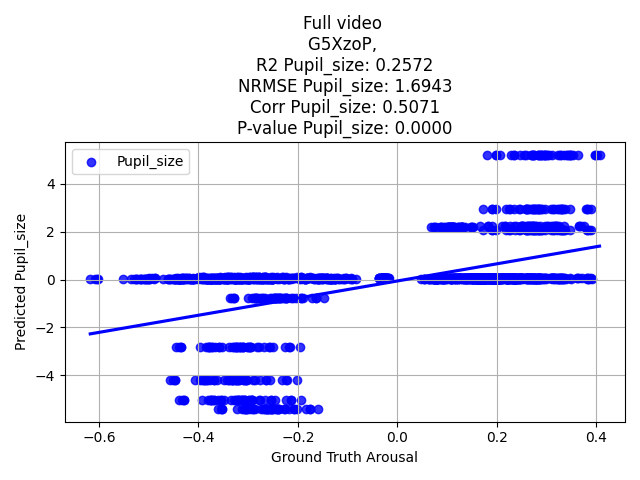 Full video
G5XzoP,
R2 Pupil_size: 0.2572
NRMSE Pupil_size: 1.6943
Corr Pupil_size: 0.5071
P-value Pupil_size: 0.0000
Pupil_size
4
2
0
−2
−4
Predicted Pupil_size
−0.6 −0.4 −0.2 0.0 0.2 0.4
Ground Truth Arousal